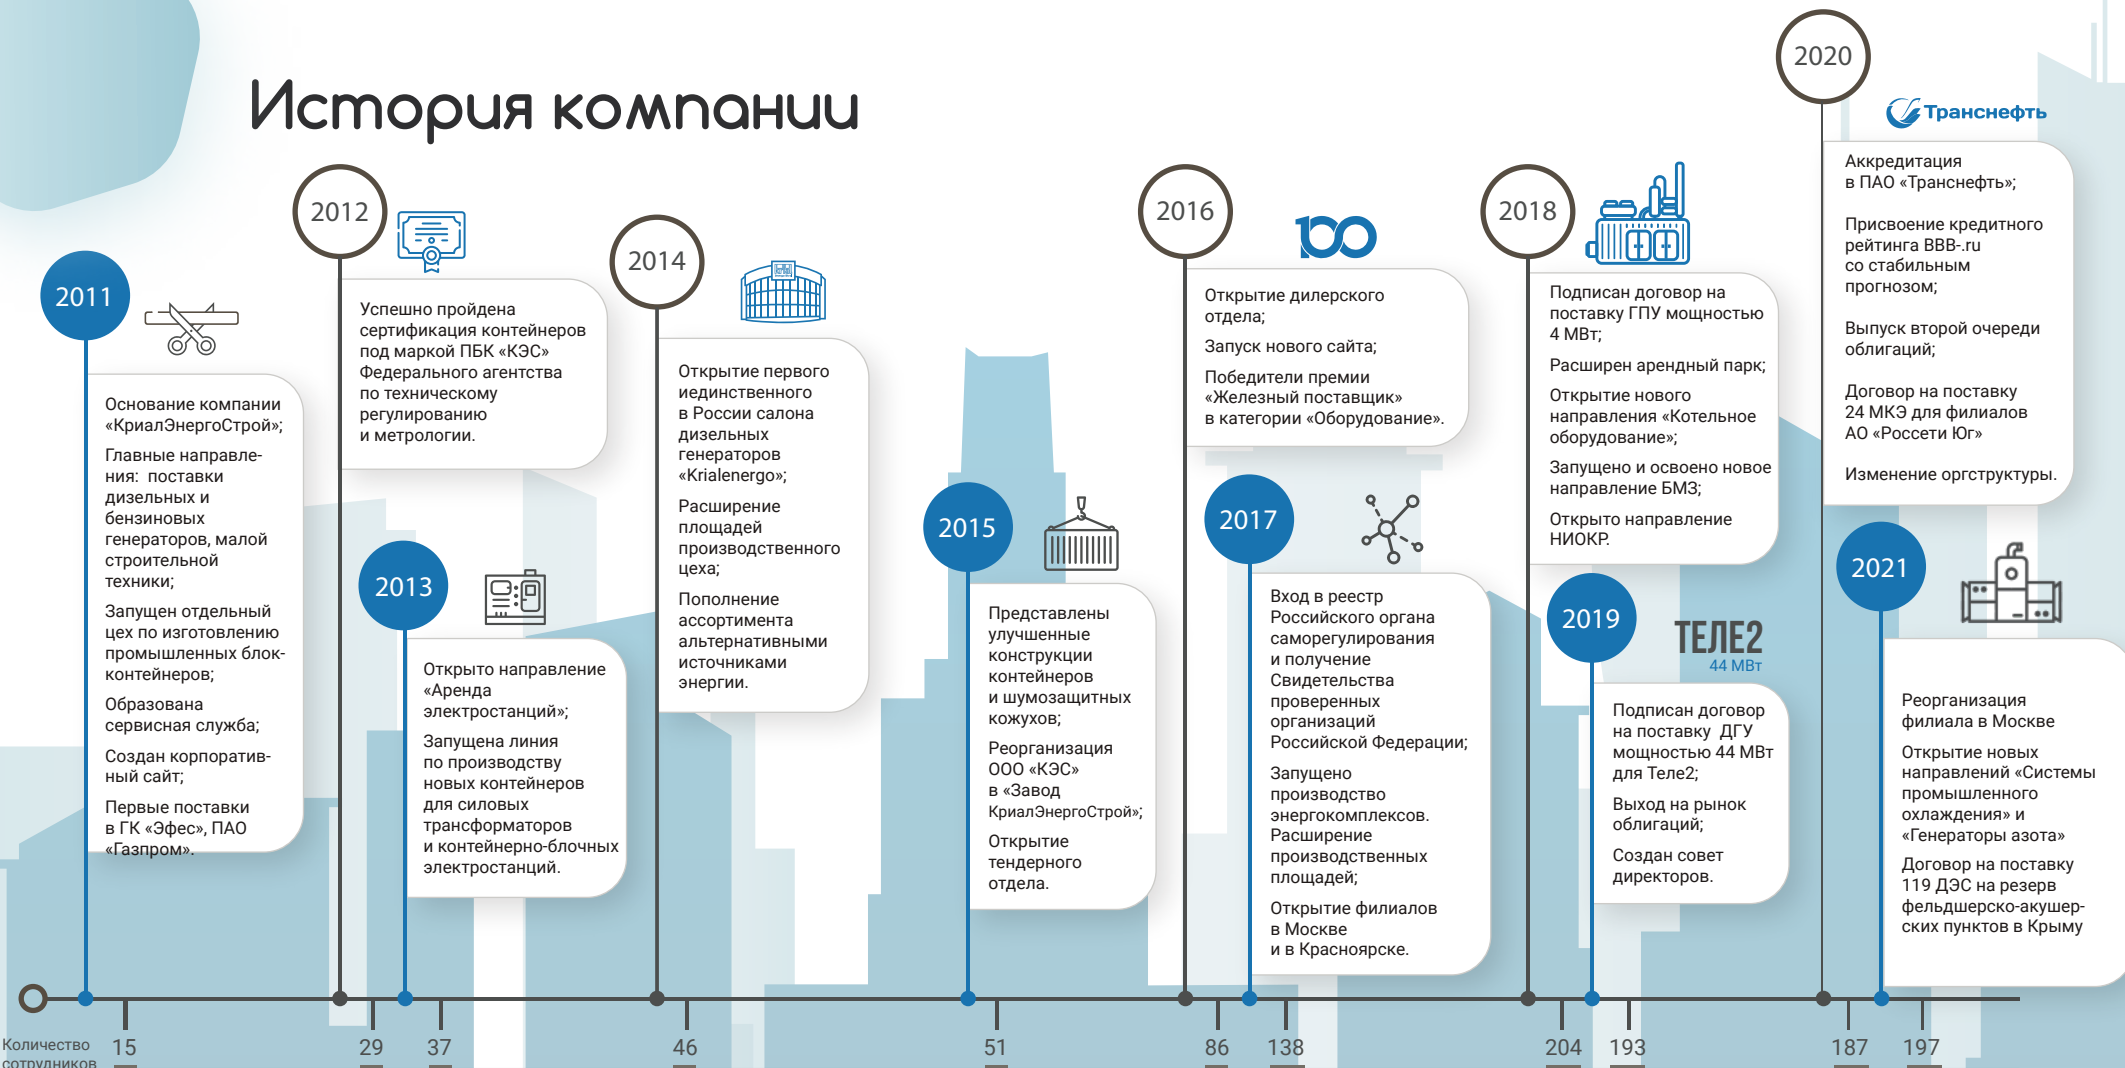 История компании
2011
Основание компании
«КриалЭнергоСтрой»;
Главные направле-
ния: поставки
дизельных и
бензиновых
генераторов, малой
строительной
техники;
Запущен отдельный
цех по изготовлению
промышленных блок-
контейнеров;
Образована
сервисная служба;
Создан корпоратив-
ный сайт;
Первые поставки
в ГК «Эфес», ПАО
«Газпром».
2012
Успешно пройдена
сертификация контейнеров
под маркой ПБК «КЭС»
Федерального агентства
по техническому
регулированию
и метрологии.
2013
Открыто направление
«Аренда
электростанций»;
Запущена линия
по производству
новых контейнеров
для силовых
трансформаторов
и контейнерно-блочных
электростанций.
2014
Открытие первого
иединственного
в России салона
дизельных
генераторов
«Krialenergo»;
Расширение
площадей
производственного
цеха;
Пополнение
ассортимента
альтернативными
источниками
энергии.
2015
Представлены
улучшенные
конструкции
контейнеров
и шумозащитных
кожухов;
Реорганизация
ООО «КЭС»
в «Завод
КриалЭнергоСтрой»;
Открытие
тендерного
отдела.
2016
100
Открытие дилерского
отдела;
Запуск нового сайта;
Победители премии
«Железный поставщик»
в категории «Оборудование».
2017
Вход в реестр
Российского органа
саморегулирования
и получение
Свидетельства
проверенных
организаций
Российской Федерации;
Запущено
производство
энергокомплексов.
Расширение
производственных
площадей;
Открытие филиалов
в Москве
и в Красноярске.
2018
Подписан договор на
поставку ГПУ мощностью
4 МВт;
Расширен арендный парк;
Открытие нового
направления «Котельное
оборудование»;
Запущено и освоено новое
направление БМЗ;
Открыто направление
НИОКР.
2019
ТЕЛЕ2
44 МВт
Подписан договор
на поставку ДГУ
мощностью 44 МВт
для Теле2;
Выход на рынок
облигаций;
Создан совет
директоров.
2020
Транснефть
Аккредитация
в ПАО «Транснефть»;
Присвоение кредитного
рейтинга BBB-.ru
со стабильным
прогнозом;
Выпуск второй очереди
облигаций;
Договор на поставку
24 МКЭ для филиалов
АО «Россети Юг»
Изменение оргструктуры.
2021
Реорганизация
филиала в Москве
Открытие новых
направлений «Системы
промышленного
охлаждения» и
«Генераторы азота»
Договор на поставку
119 ДЭС на резерв
фельдшерско-акушер-
ских пунктов в Крыму
Количество
сотрудников
15 29 37 46 51 86 138 204 193 187 197